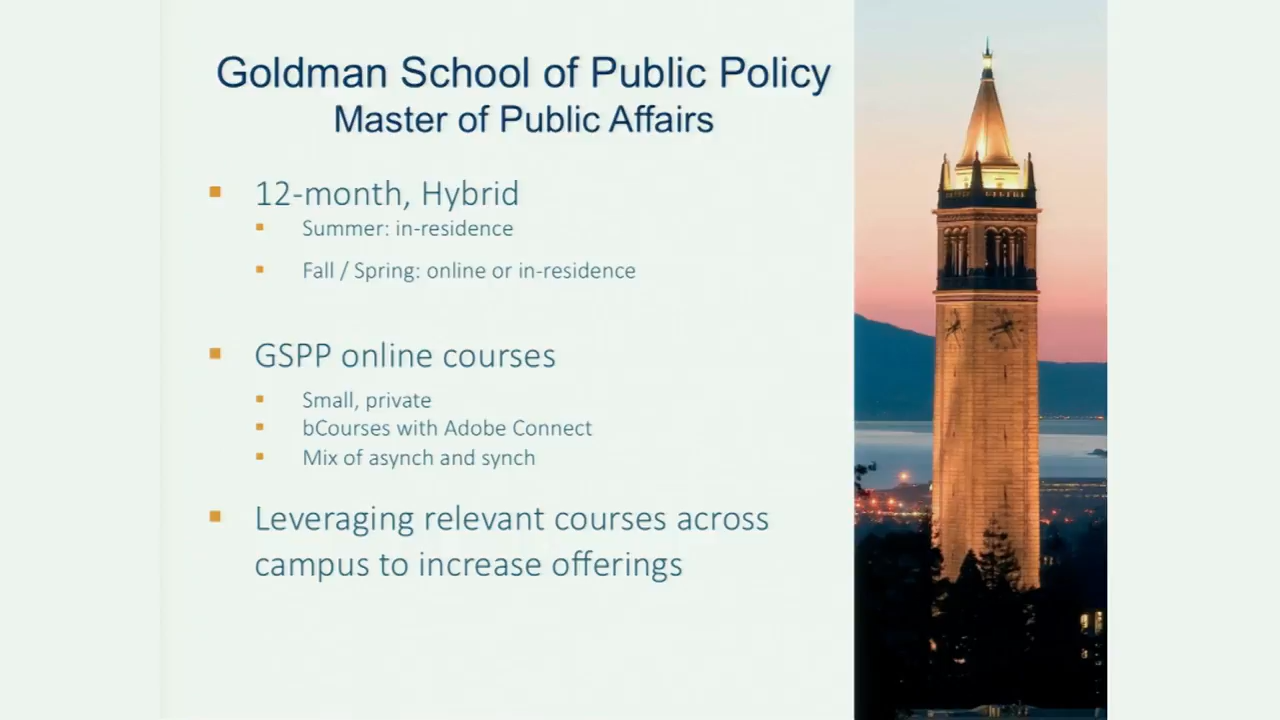 Goldman School of Public Policy
Master of Public Affairs
12-month, Hybrid
Summer: in-residence
Fall / Spring: online or in-residence
GSPP online courses
Small, private
bCourses with Adobe Connect
Mix of asynch and synch
Leveraging relevant courses across
campus to increase offerings